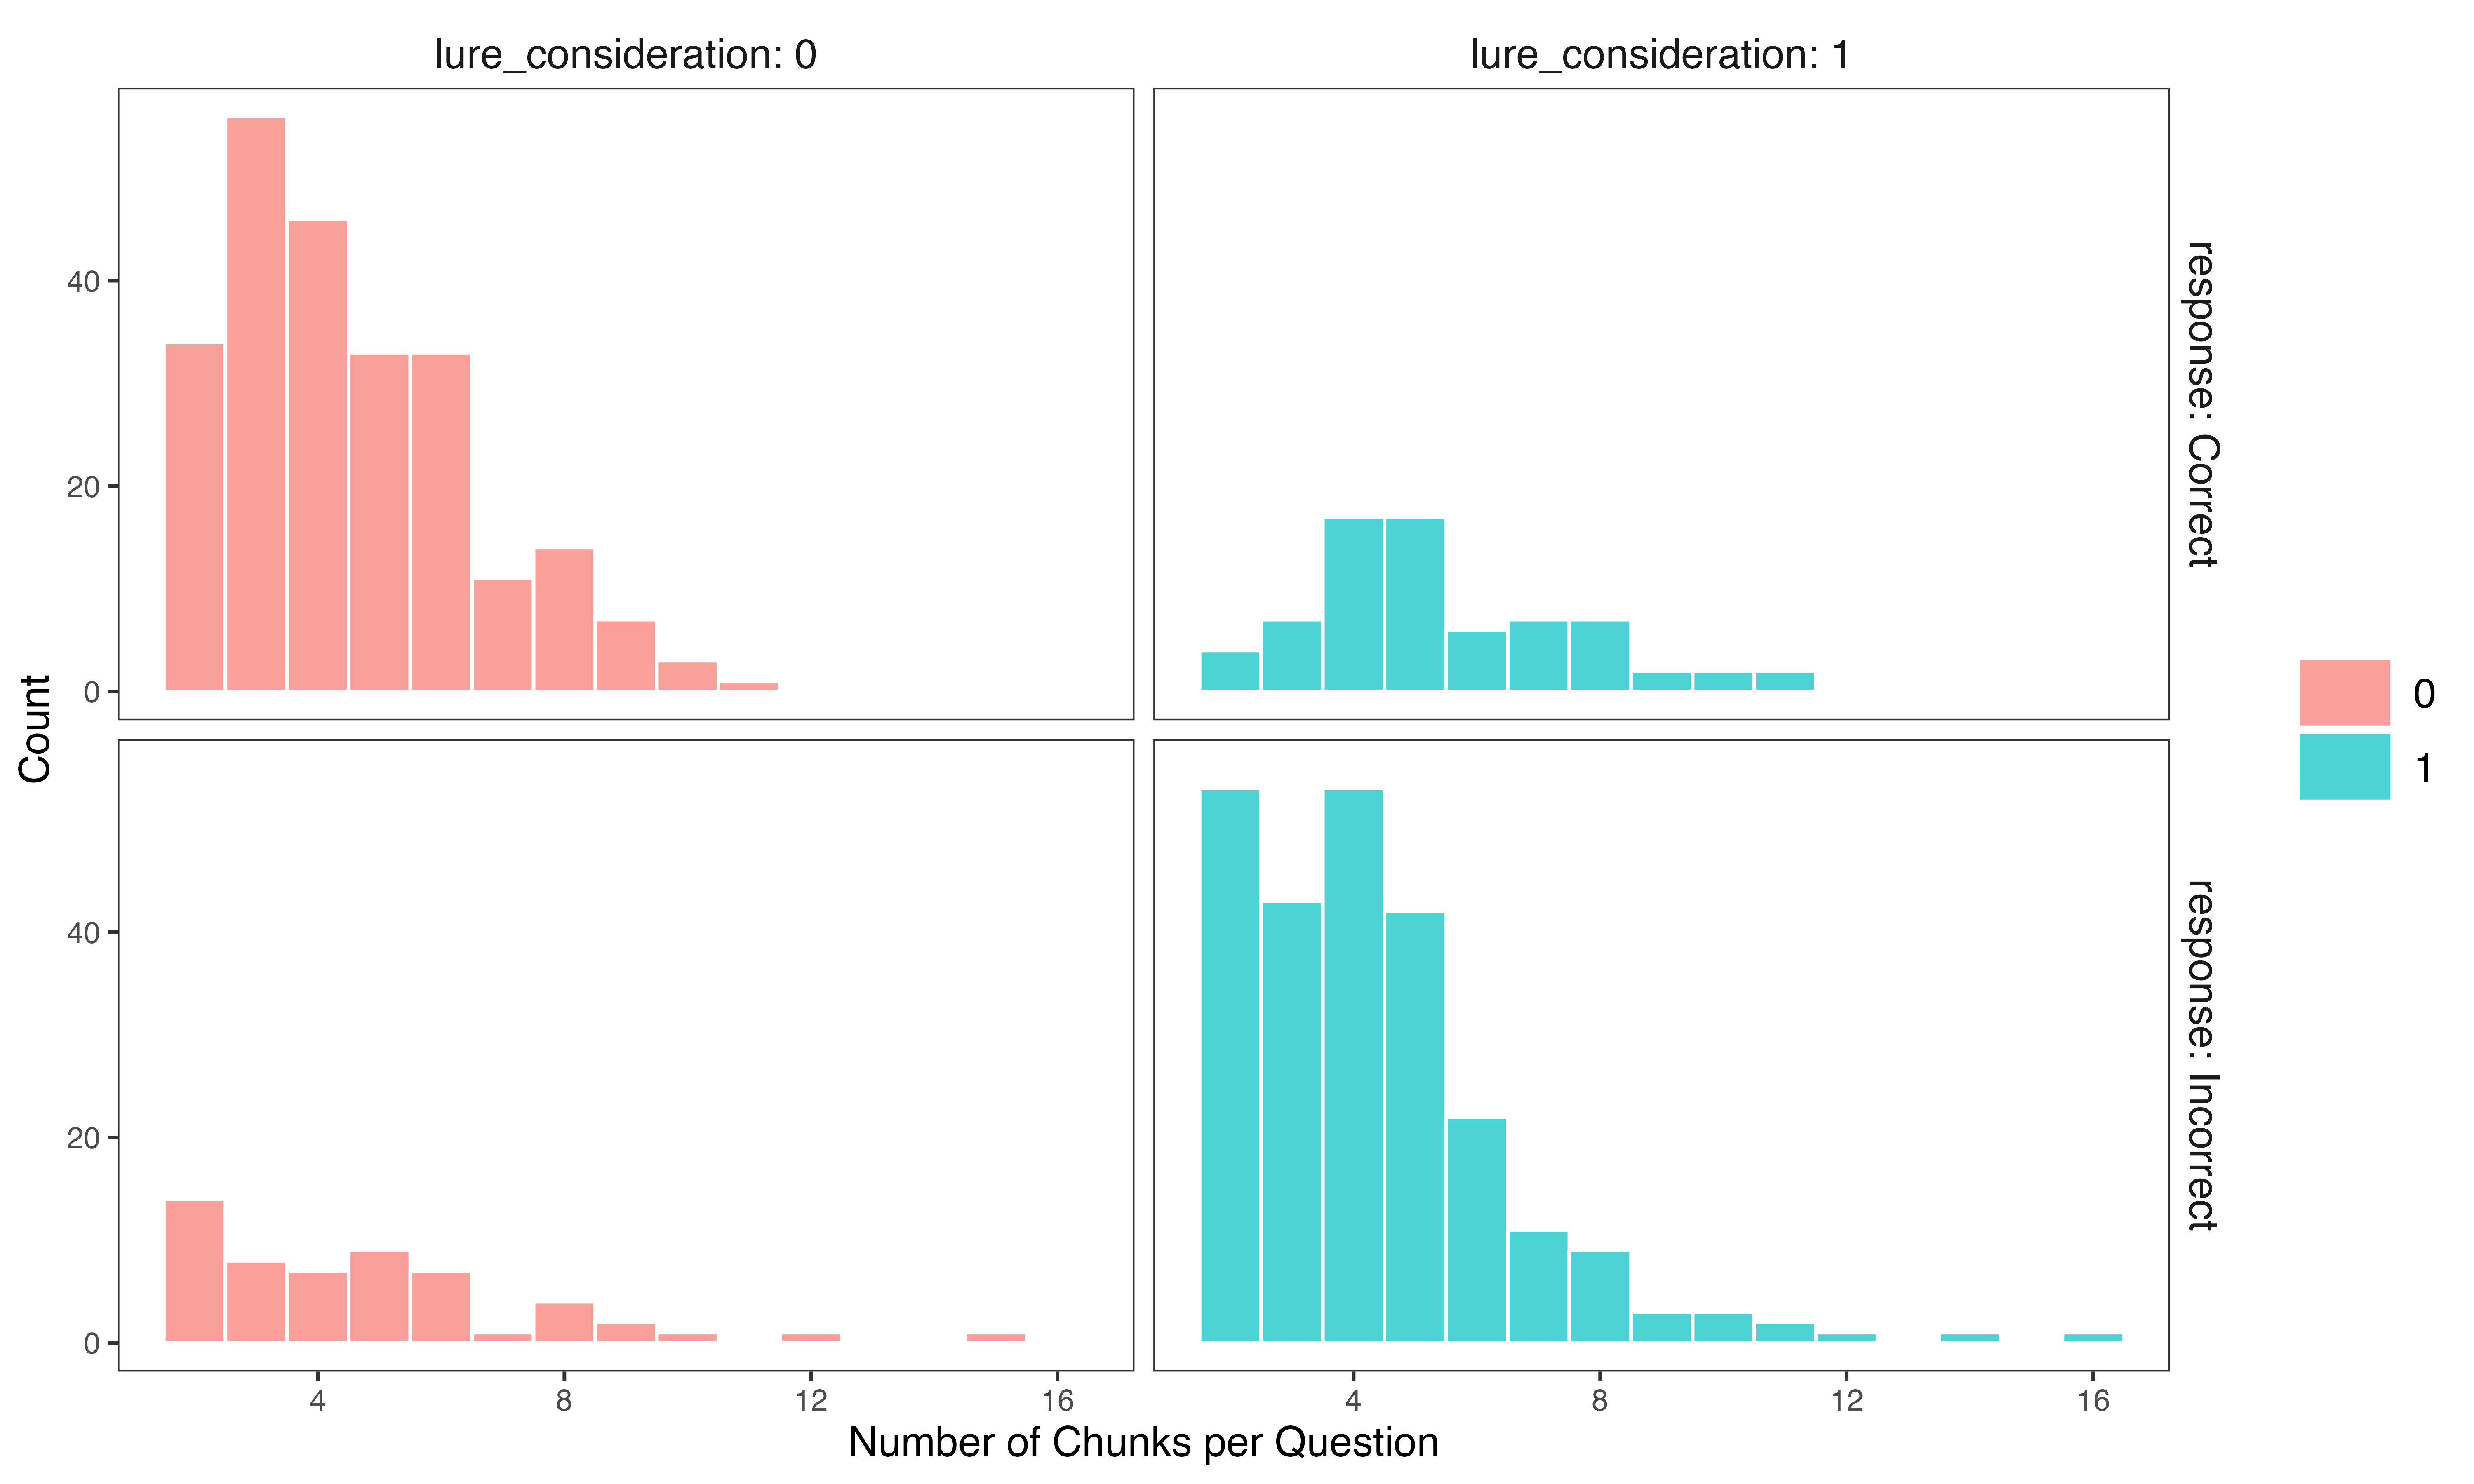 lure_consideration: 0
lure_consideration: 1
40
20
0
response: Correct
Count
0
1
40
20
0
response: Incorrect
4
8
12
16
4
8
12
16
Number of Chunks per Question